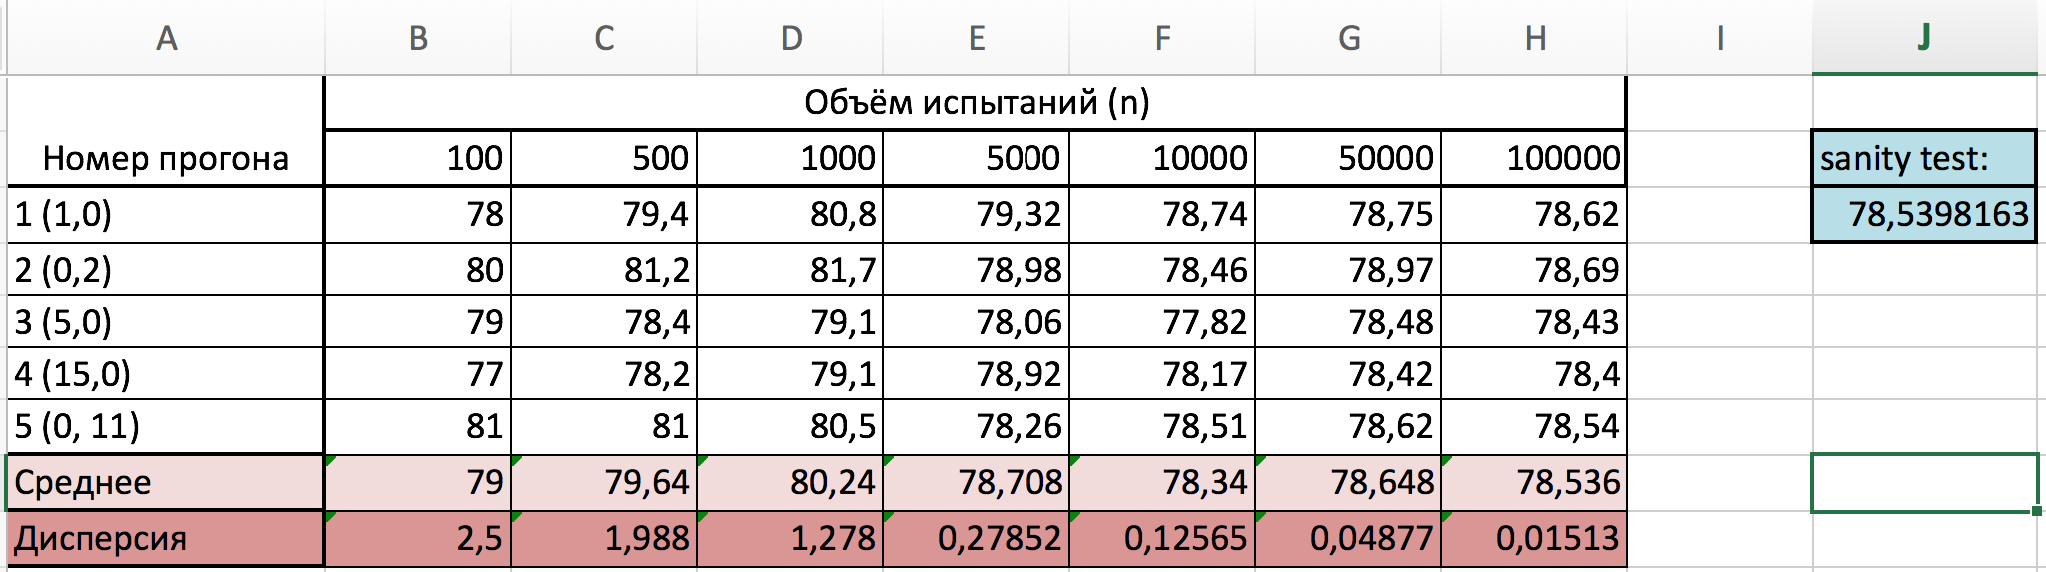 A B C D E F G H I J
Объём испытаний (n)
Номер прогона 100 500 1000 5000 10000 50000 100000 sanity test:
1 (1,0) 78 79,4 80,8 79,32 78,74 78,75 78,62 78,5398163
2 (0,2) 80 81,2 81,7 78,98 78,46 78,97 78,69
3 (5,0) 79 78,4 79,1 78,06 77,82 78,48 78,43
4 (15,0) 77 78,2 79,1 78,92 78,17 78,42 78,4
5 (0, 11) 81 81 80,5 78,26 78,51 78,62 78,54
Среднее 79 79,64 80,24 78,708 78,34 78,648 78,536
Дисперсия 2,5 1,988 1,278 0,27852 0,12565 0,04877 0,01513